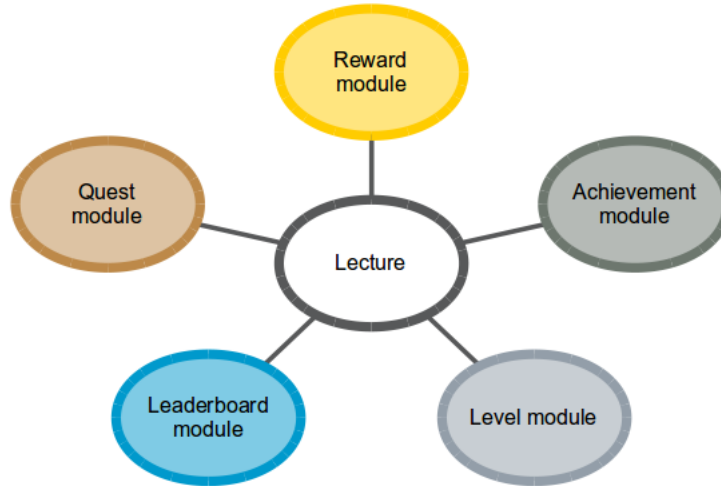 Reward
module
Quest
module
Achievement
module
Lecture
Leaderboard
module
Level module